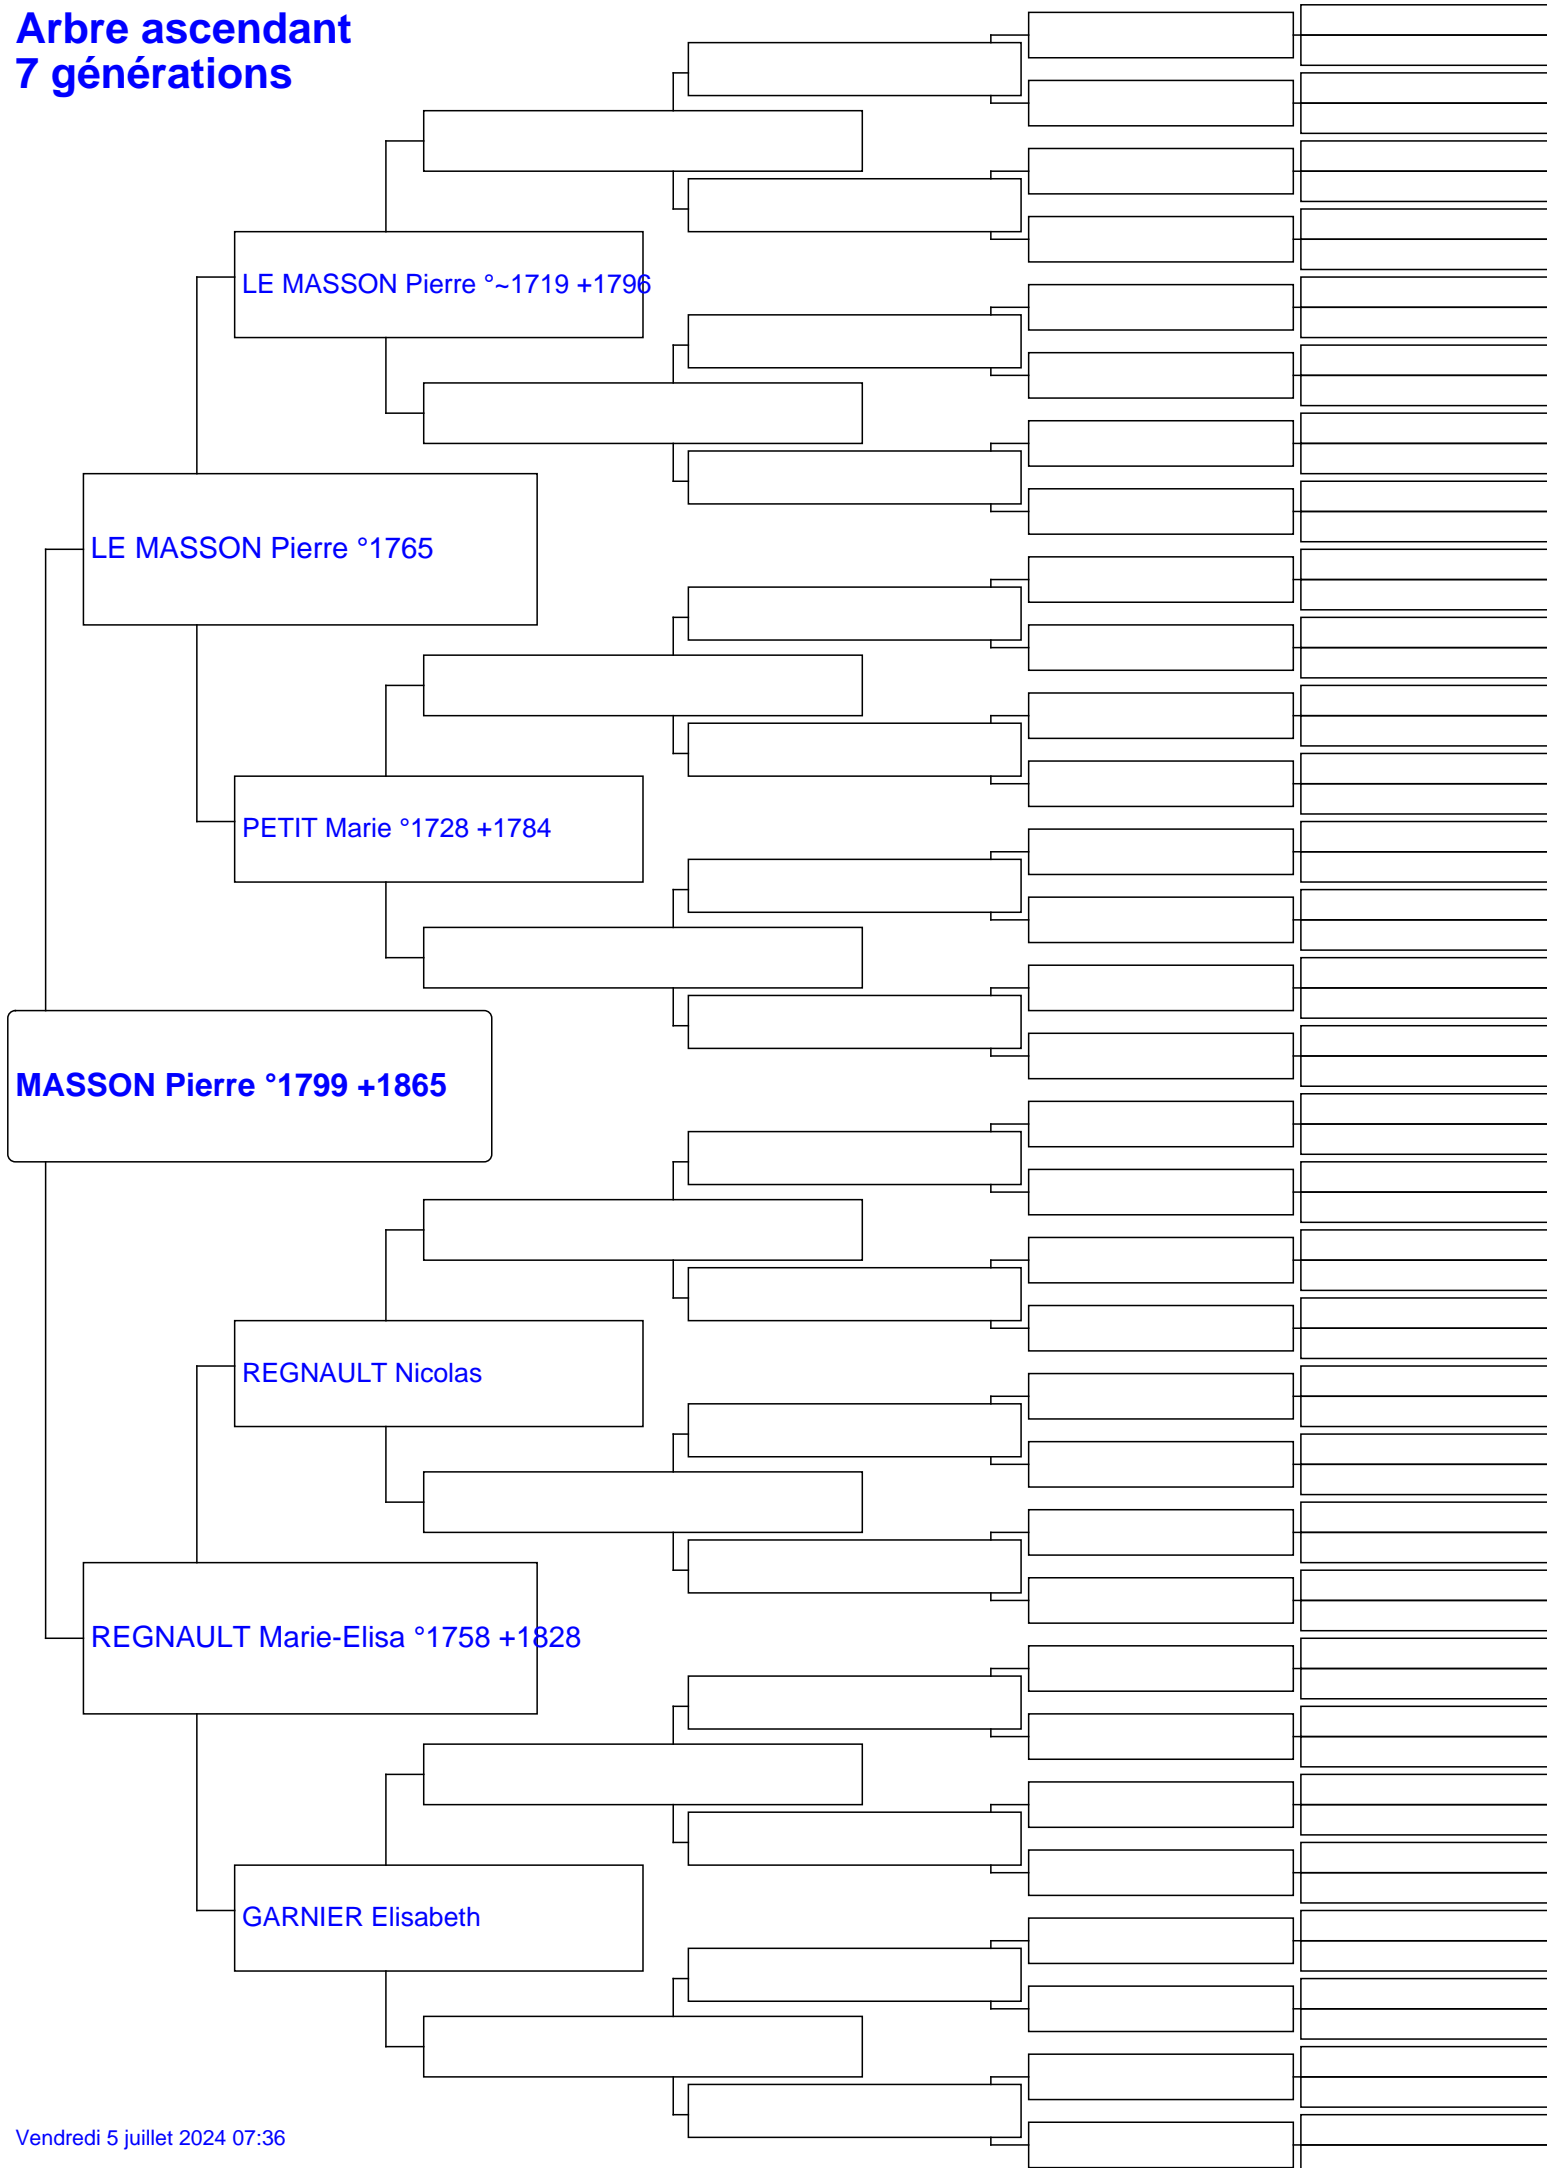 Arbre ascendant
7 générations
LE MASSON Pierre °~1719 +1796
LE MASSON Pierre °1765
PETIT Marie °1728 +1784
MASSON Pierre °1799 +1865
REGNAULT Nicolas
REGNAULT Marie-Elisa °1758 +1828
GARNIER Elisabeth
Vendredi 5 juillet 2024 07:36